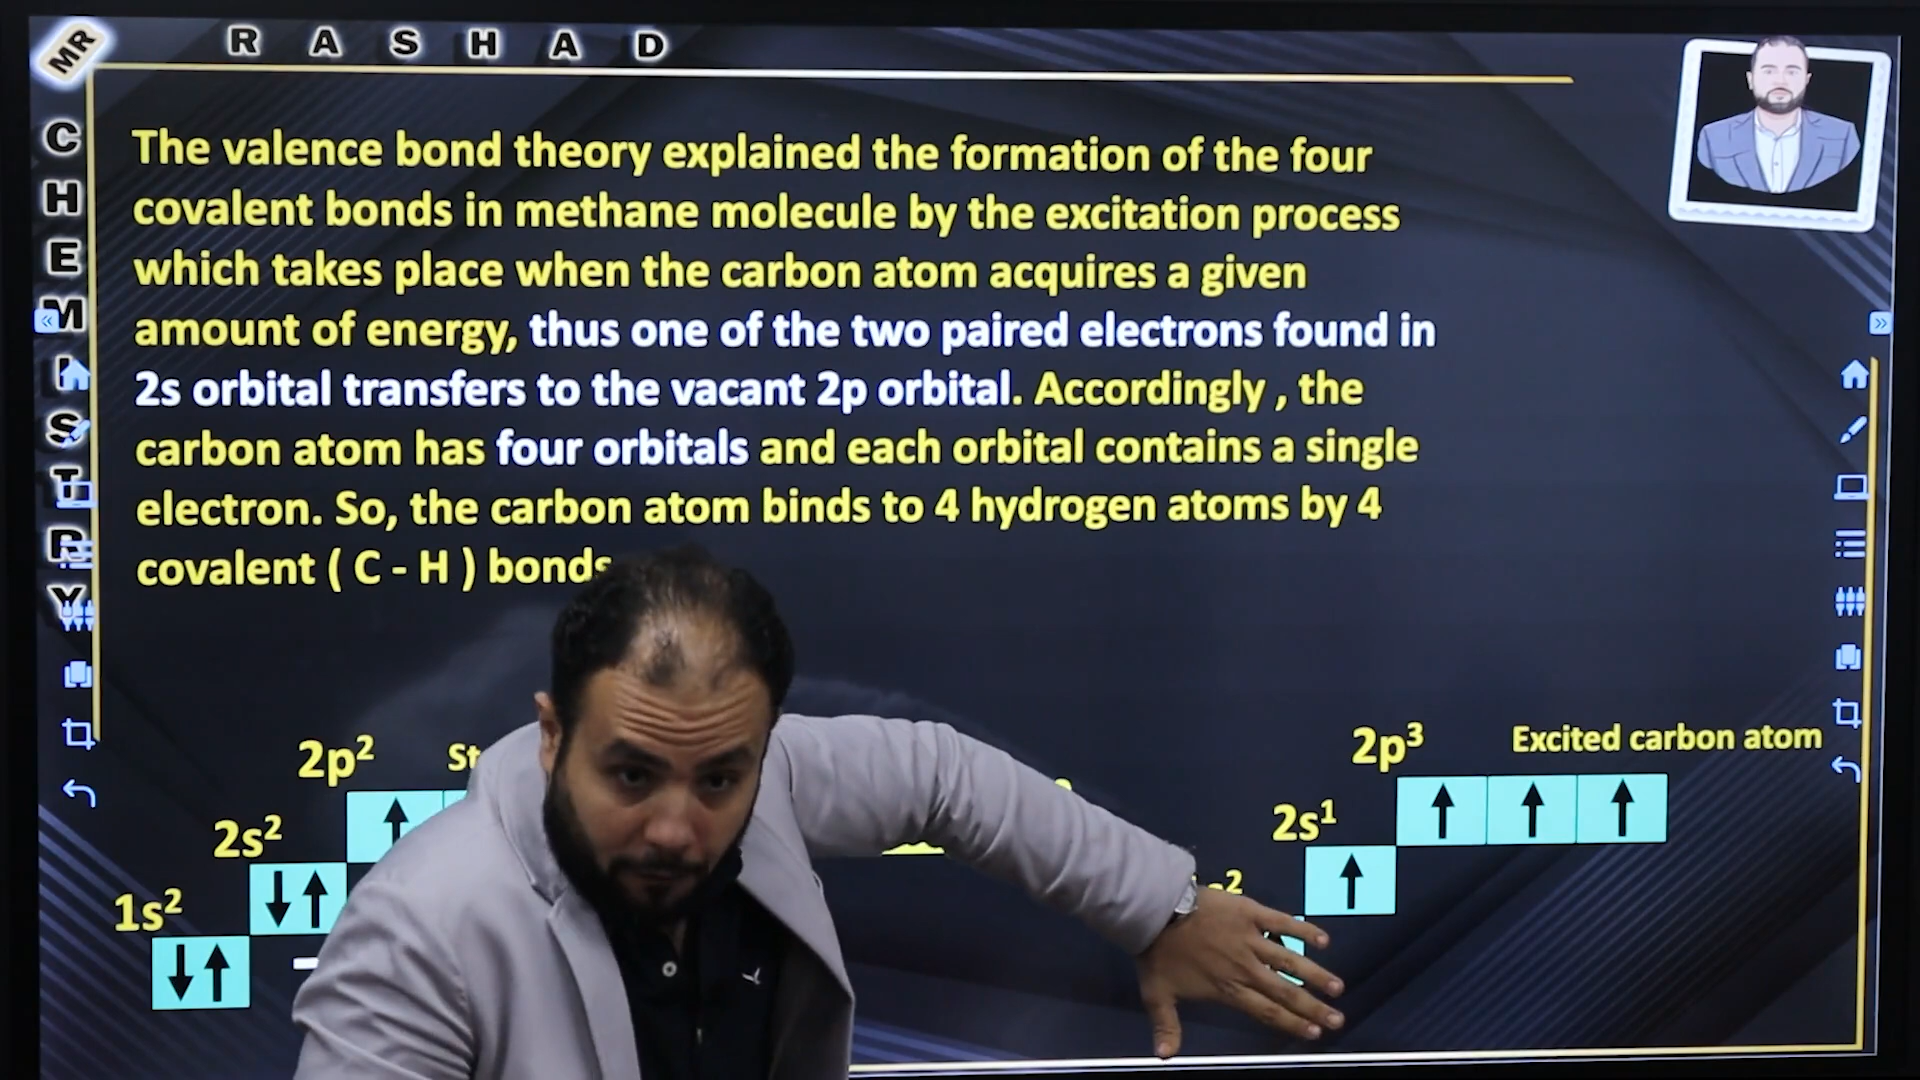 MR
R A S H A D
C H E M I S T R Y
The valence bond theory explained the formation of the four
covalent bonds in methane molecule by the excitation process
which takes place when the carbon atom acquires a given
amount of energy, thus one of the two paired electrons found in
2s orbital transfers to the vacant 2p orbital. Accordingly , the
carbon atom has four orbitals and each orbital contains a single
electron. So, the carbon atom binds to 4 hydrogen atoms by 4
covalent ( C - H ) bonds
2p³ Excited carbon atom
2p²
2s¹
2s²
1s²